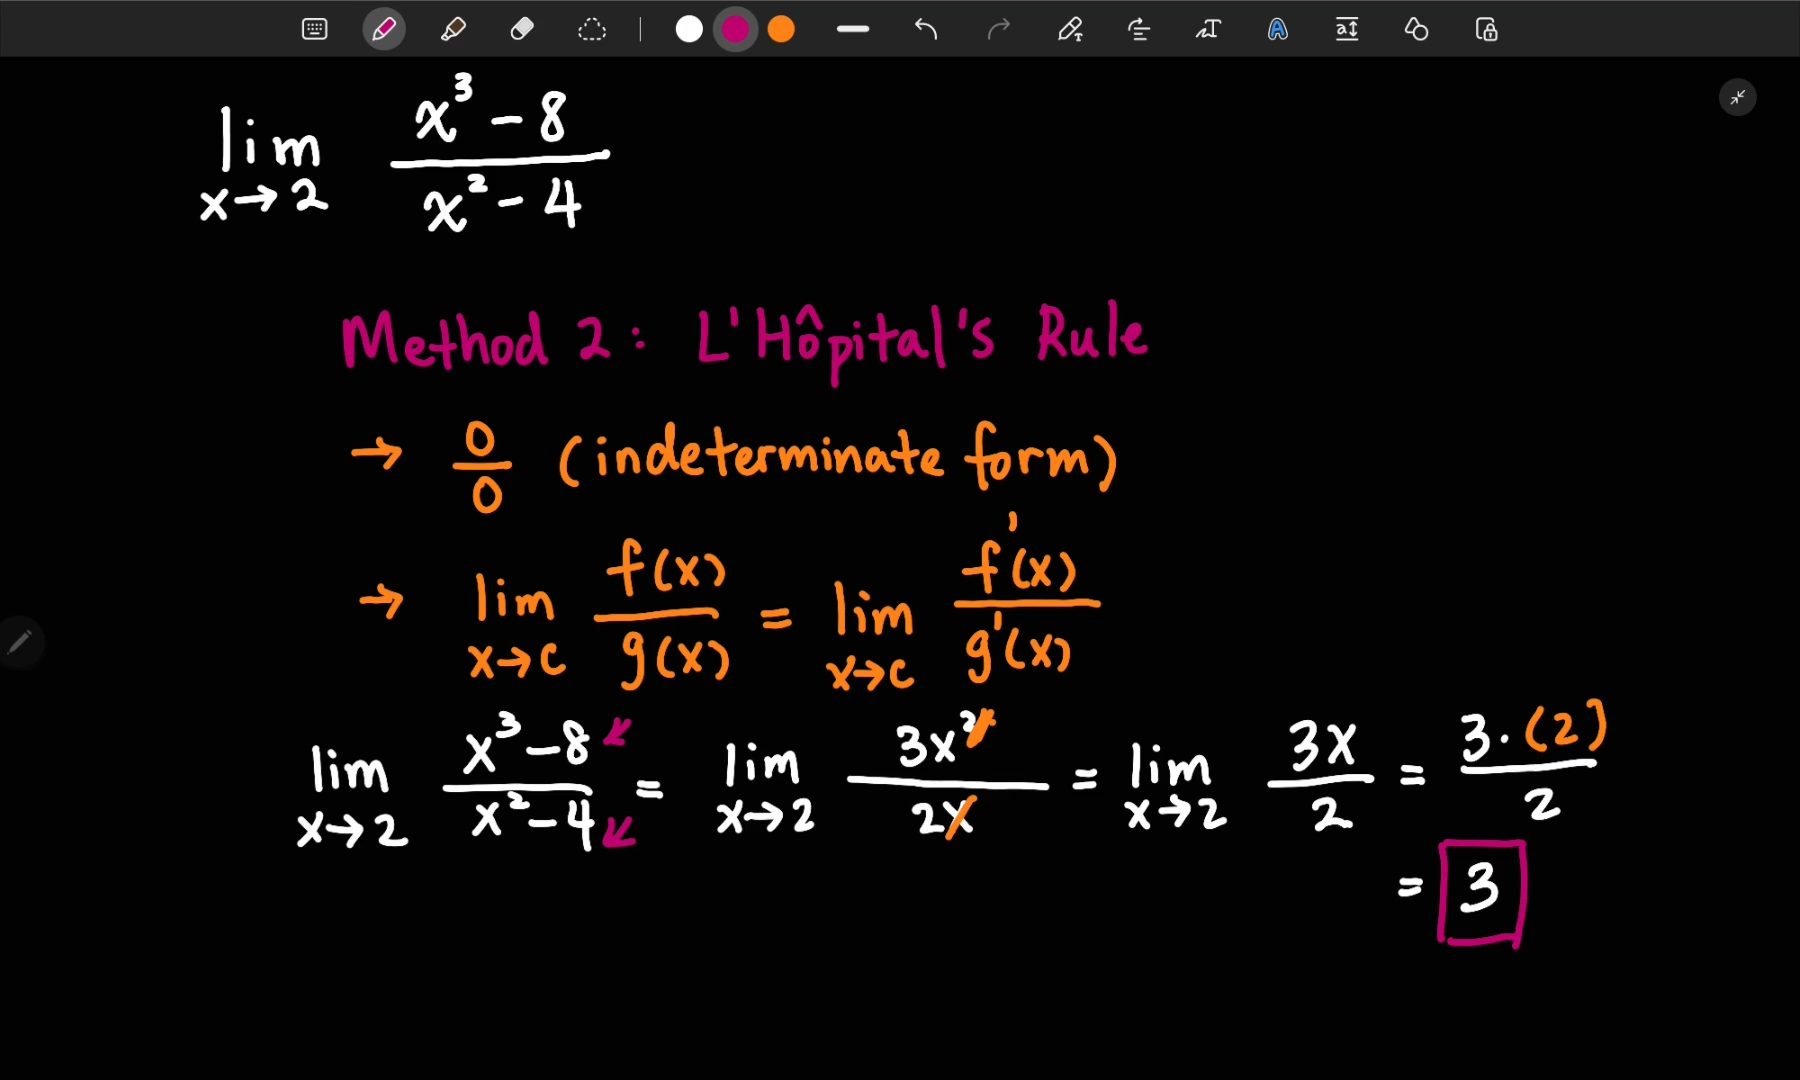 lim x→2 (x³ − 8)/(x² − 4)
Method 2: L'Hôpital's Rule
→ 0/0 (indeterminate form)
→ lim x→c f(x)/g(x) = lim x→c f'(x)/g'(x)
lim x→2 (x³−8)/(x²−4) = lim x→2 3x²/2x = lim x→2 3x/2 = 3·(2)/2
= 3